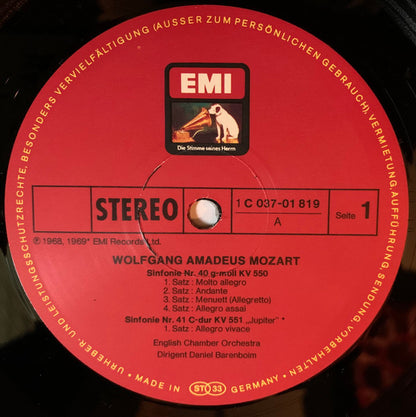 URHEBER- UND LEISTUNGSSCHUTZRECHTE, BESONDERS VERVIELFÄLTIGUNG (AUSSER ZUM PERSÖNLICHEN GEBRAUCH), VERMIETUNG, AUFFÜHRUNG, SENDUNG VORBEHALTEN
EMI
Die Stimme seines Herrn
STEREO
1 C 037-01 819
A
Seite 1
℗ 1968, 1969* EMI Records Ltd.
WOLFGANG AMADEUS MOZART
Sinfonie Nr. 40 g-moll KV 550
1. Satz: Molto allegro
2. Satz: Andante
3. Satz: Menuett (Allegretto)
4. Satz: Allegro assai
Sinfonie Nr. 41 C-dur KV 551 „Jupiter" *
1. Satz: Allegro vivace
English Chamber Orchestra
Dirigent Daniel Barenboim
• MADE IN ST 33 GERMANY •